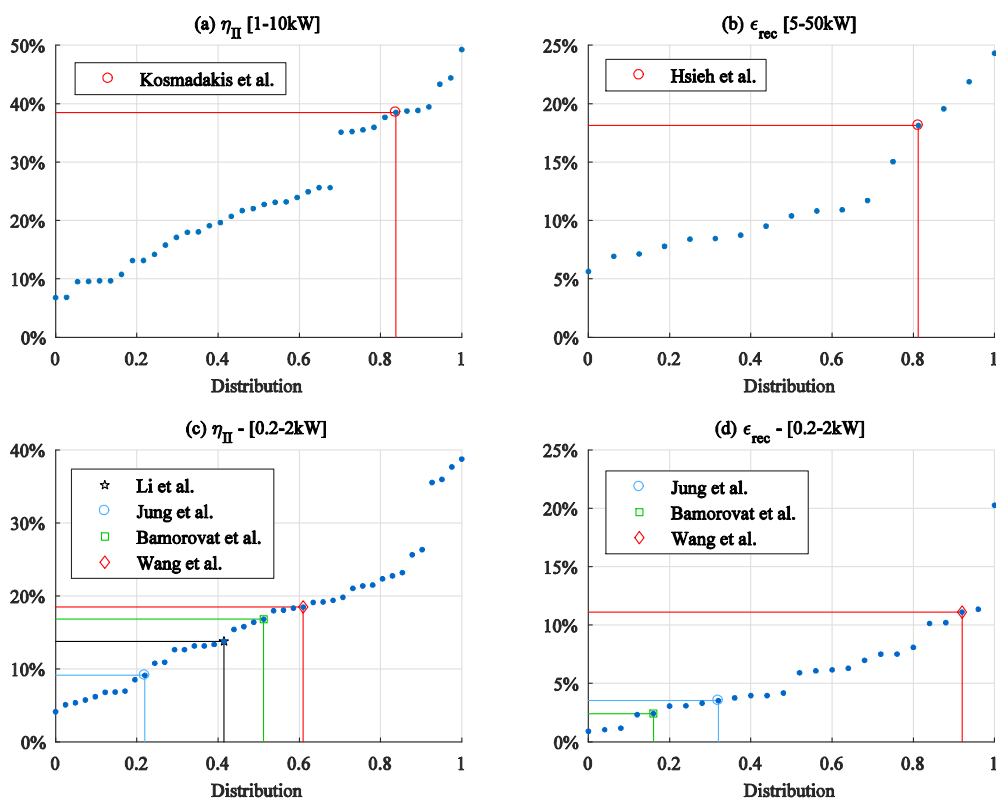 (a) η_II [1-10kW]
50%
40%
30%
20%
10%
0%
Kosmadakis et al.
0 0.2 0.4 0.6 0.8 1
Distribution
(b) ϵ_rec [5-50kW]
25%
20%
15%
10%
5%
0%
Hsieh et al.
0 0.2 0.4 0.6 0.8 1
Distribution
(c) η_II - [0.2-2kW]
40%
30%
20%
10%
0%
Li et al.
Jung et al.
Bamorovat et al.
Wang et al.
0 0.2 0.4 0.6 0.8 1
Distribution
(d) ϵ_rec - [0.2-2kW]
25%
20%
15%
10%
5%
0%
Jung et al.
Bamorovat et al.
Wang et al.
0 0.2 0.4 0.6 0.8 1
Distribution